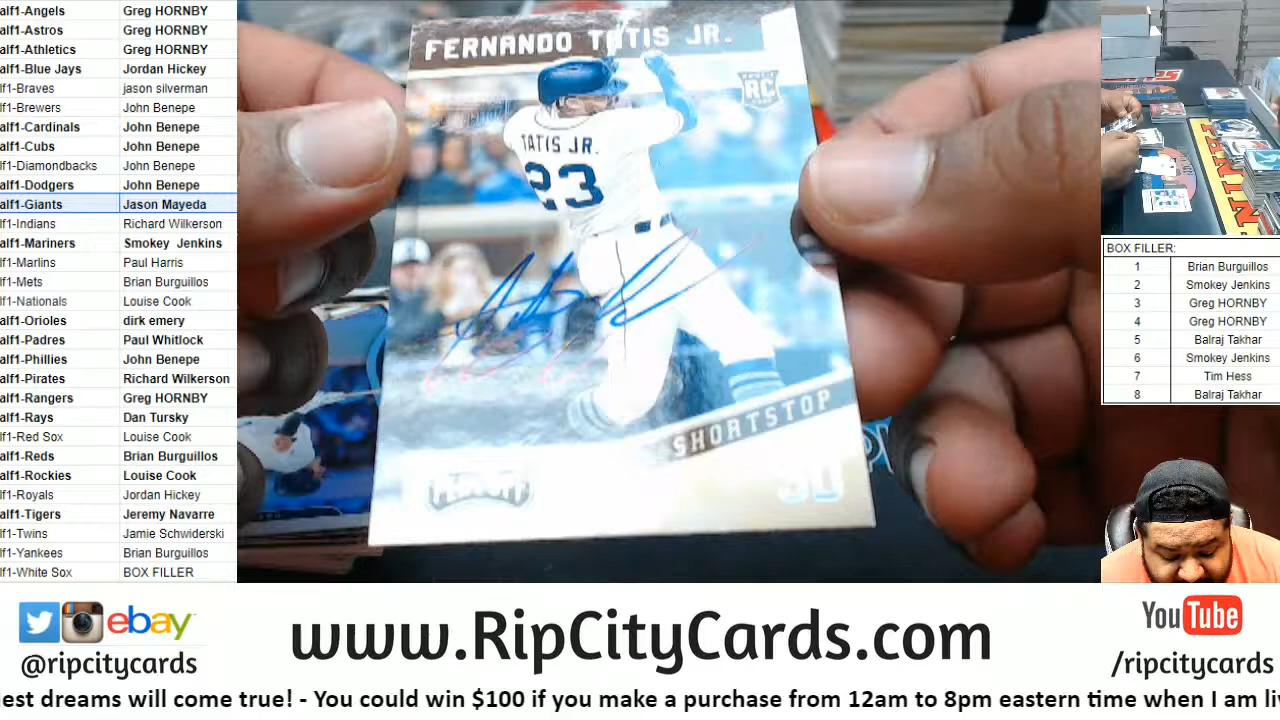 alf1-Angels Greg HORNBY
alf1-Astros Greg HORNBY
alf1-Athletics Greg HORNBY
alf1-Blue Jays Jordan Hickey
lf1-Braves jason silverman
lf1-Brewers John Benepe
alf1-Cardinals John Benepe
alf1-Cubs John Benepe
lf1-Diamondbacks John Benepe
alf1-Dodgers John Benepe
alf1-Giants Jason Mayeda
lf1-Indians Richard Wilkerson
alf1-Mariners Smokey Jenkins
lf1-Marlins Paul Harris
lf1-Mets Brian Burguillos
lf1-Nationals Louise Cook
alf1-Orioles dirk emery
alf1-Padres Paul Whitlock
alf1-Phillies John Benepe
alf1-Pirates Richard Wilkerson
alf1-Rangers Greg HORNBY
alf1-Rays Dan Tursky
lf1-Red Sox Louise Cook
alf1-Reds Brian Burguillos
alf1-Rockies Louise Cook
lf1-Royals Jordan Hickey
alf1-Tigers Jeremy Navarre
lf1-Twins Jamie Schwiderski
lf1-Yankees Brian Burguillos
lf1-White Sox BOX FILLER
FERNANDO TATIS JR.
RC
TATIS JR.
23
SHORTSTOP
PLAYOFF
SD
BOX FILLER:
1 Brian Burguillos
2 Smokey Jenkins
3 Greg HORNBY
4 Greg HORNBY
5 Balraj Takhar
6 Smokey Jenkins
7 Tim Hess
8 Balraj Takhar
ebay
@ripcitycards
www.RipCityCards.com
YouTube
/ripcitycards
est dreams will come true! - You could win $100 if you make a purchase from 12am to 8pm eastern time when I am li